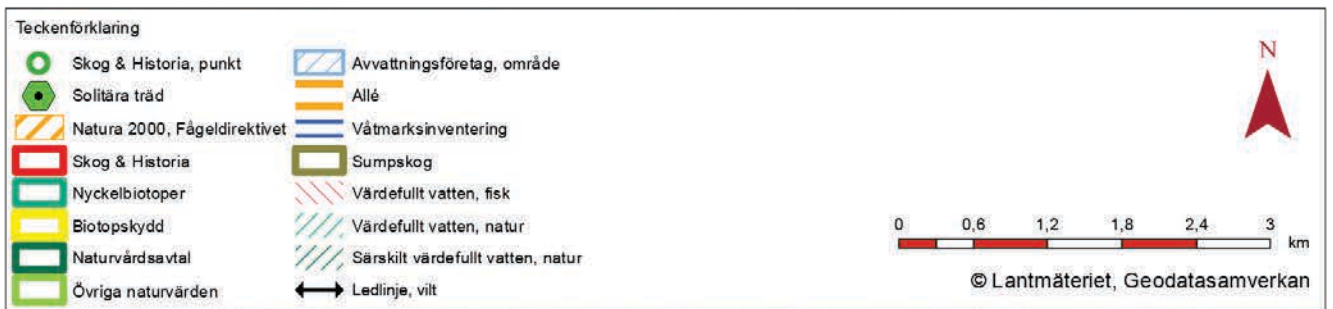 Teckenförklaring
Skog & Historia, punkt
Solitära träd
Natura 2000, Fågeldirektivet
Skog & Historia
Nyckelbiotoper
Biotopskydd
Naturvårdsavtal
Övriga naturvärden
Avvattningsföretag, område
Allé
Våtmarksinventering
Sumpskog
Värdefullt vatten, fisk
Värdefullt vatten, natur
Särskilt värdefullt vatten, natur
Ledlinje, vilt
N
0 0,6 1,2 1,8 2,4 3
km
© Lantmäteriet, Geodatasamverkan